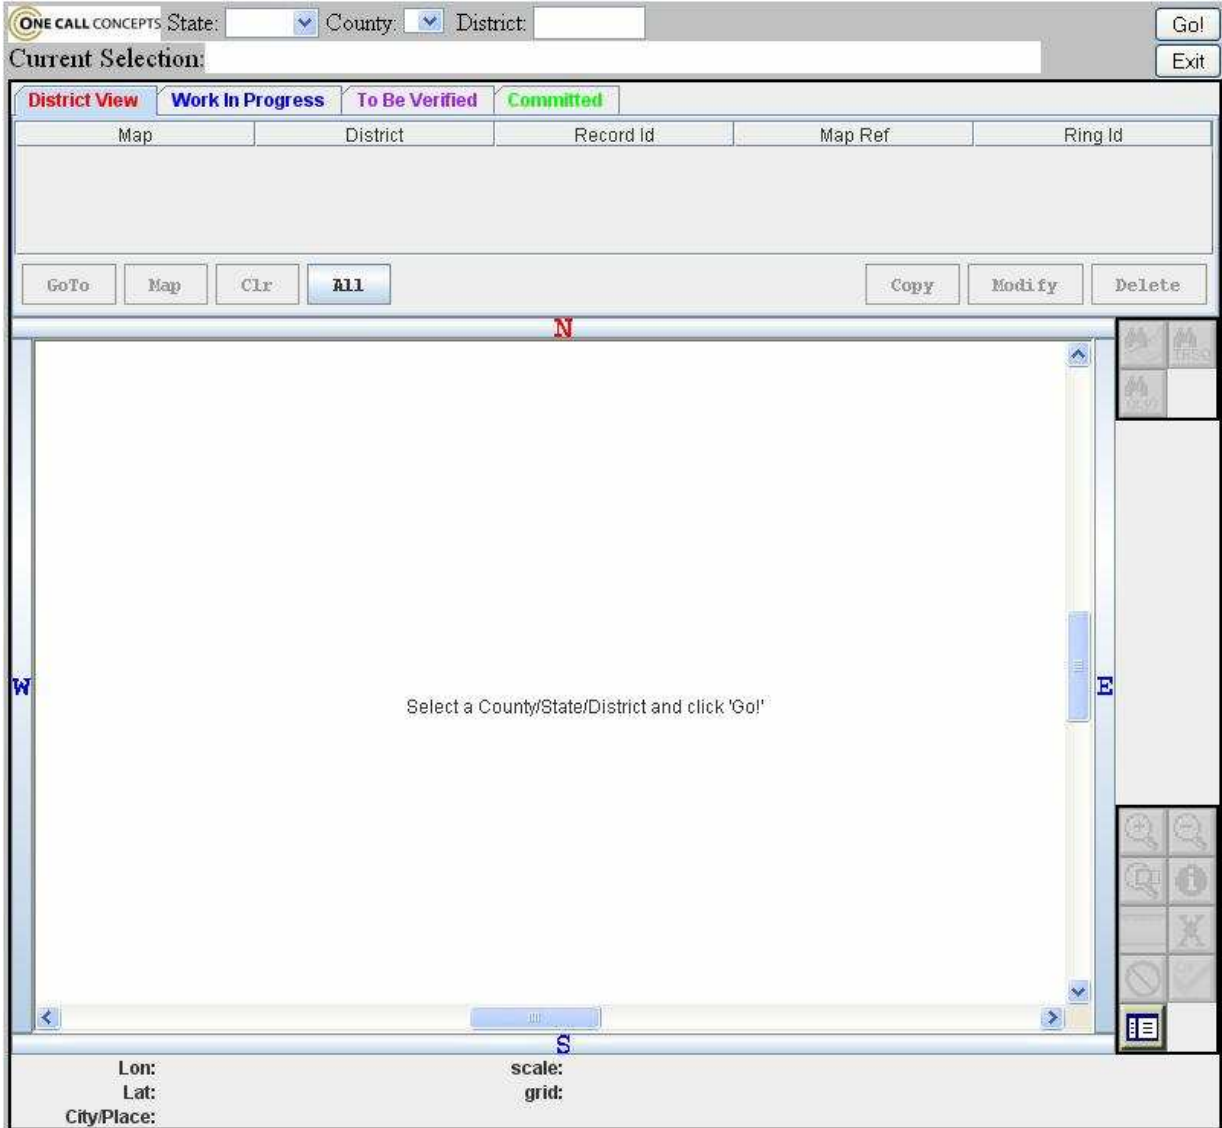 ONE CALL CONCEPTS State: County: District: Go!
Current Selection: Exit
District View Work In Progress To Be Verified Committed
Map District Record Id Map Ref Ring Id
GoTo Map Clr All Copy Modify Delete
N
TRSQ
W
Select a County/State/District and click 'Go!'
E
S
Lon: scale:
Lat: grid:
City/Place: